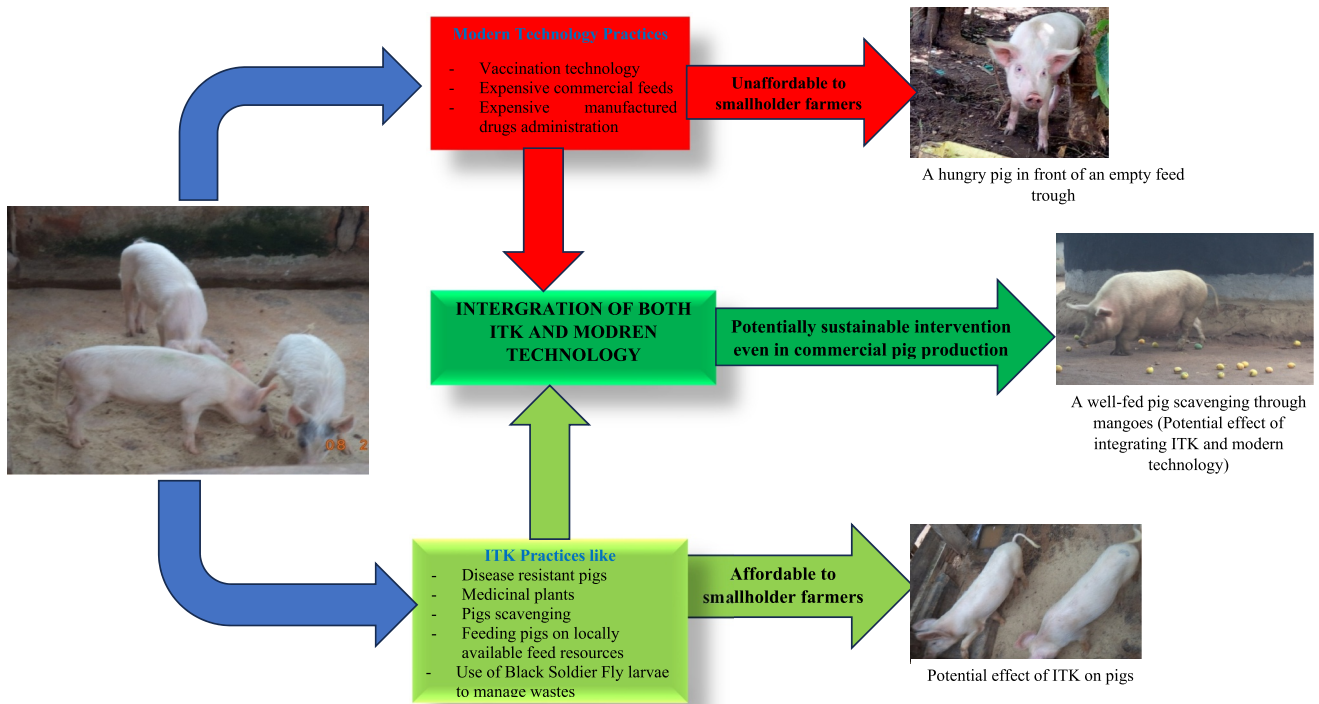 Modern Technology Practices
- Vaccination technology
- Expensive commercial feeds
- Expensive manufactured
drugs administration
Unaffordable to
smallholder farmers
A hungry pig in front of an empty feed
trough
INTERGRATION OF BOTH
ITK AND MODREN
TECHNOLOGY
Potentially sustainable intervention
even in commercial pig production
A well-fed pig scavenging through
mangoes (Potential effect of
integrating ITK and modern
technology)
08 2
ITK Practices like
- Disease resistant pigs
- Medicinal plants
- Pigs scavenging
- Feeding pigs on locally
available feed resources
- Use of Black Soldier Fly larvae
to manage wastes
Affordable to
smallholder farmers
Potential effect of ITK on pigs